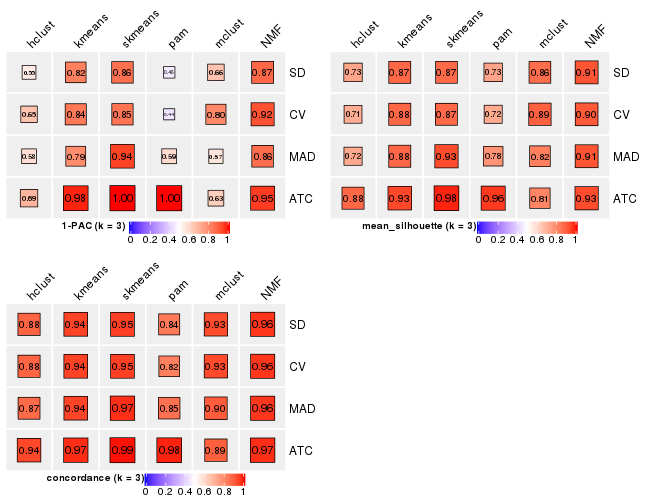 hclust kmeans skmeans pam mclust NMF
0.55 0.82 0.86 0.46 0.66 0.87 SD
0.65 0.84 0.85 0.44 0.80 0.92 CV
0.58 0.79 0.94 0.59 0.57 0.86 MAD
0.69 0.98 1.00 1.00 0.63 0.95 ATC
1-PAC (k = 3)
0 0.2 0.4 0.6 0.8 1
hclust kmeans skmeans pam mclust NMF
0.73 0.87 0.87 0.73 0.86 0.91 SD
0.71 0.88 0.87 0.72 0.89 0.90 CV
0.72 0.88 0.93 0.78 0.82 0.91 MAD
0.88 0.93 0.98 0.96 0.81 0.93 ATC
mean_silhouette (k = 3)
0 0.2 0.4 0.6 0.8 1
hclust kmeans skmeans pam mclust NMF
0.88 0.94 0.95 0.84 0.93 0.96 SD
0.88 0.94 0.95 0.82 0.93 0.96 CV
0.87 0.94 0.97 0.85 0.90 0.96 MAD
0.94 0.97 0.99 0.98 0.89 0.97 ATC
concordance (k = 3)
0 0.2 0.4 0.6 0.8 1